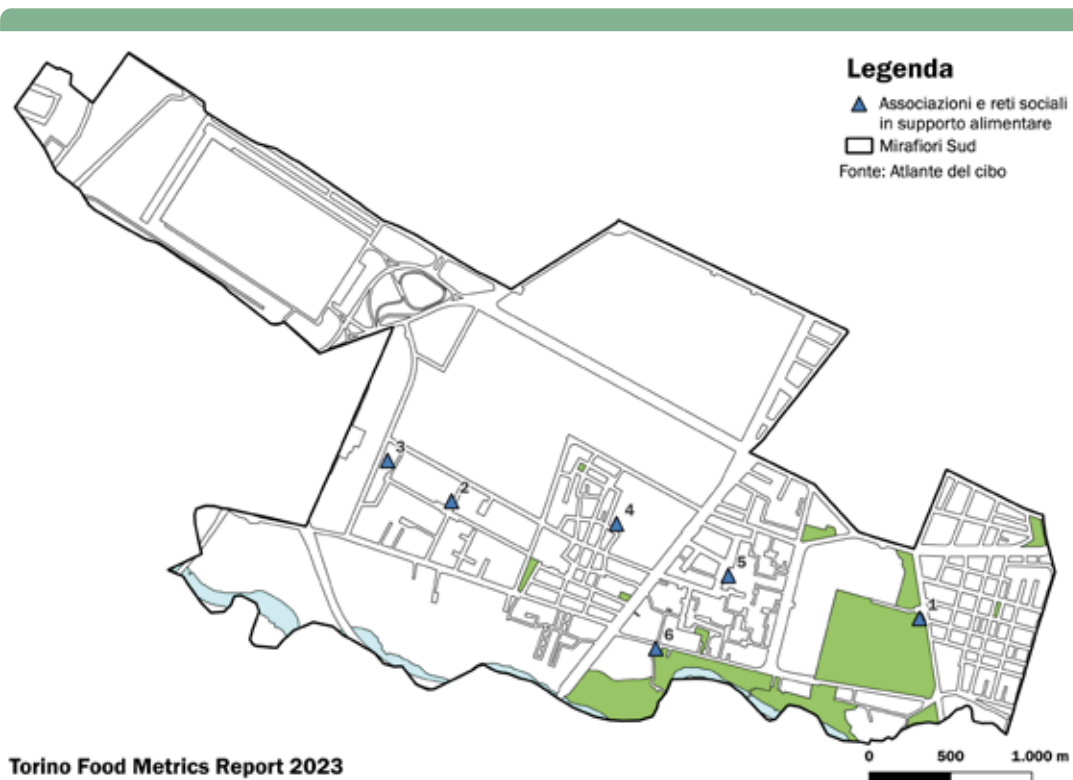 Legenda
Associazioni e reti sociali
in supporto alimentare
Mirafiori Sud
Fonte: Atlante del cibo
3
2
4
5
1
6
0 500 1.000 m
Torino Food Metrics Report 2023